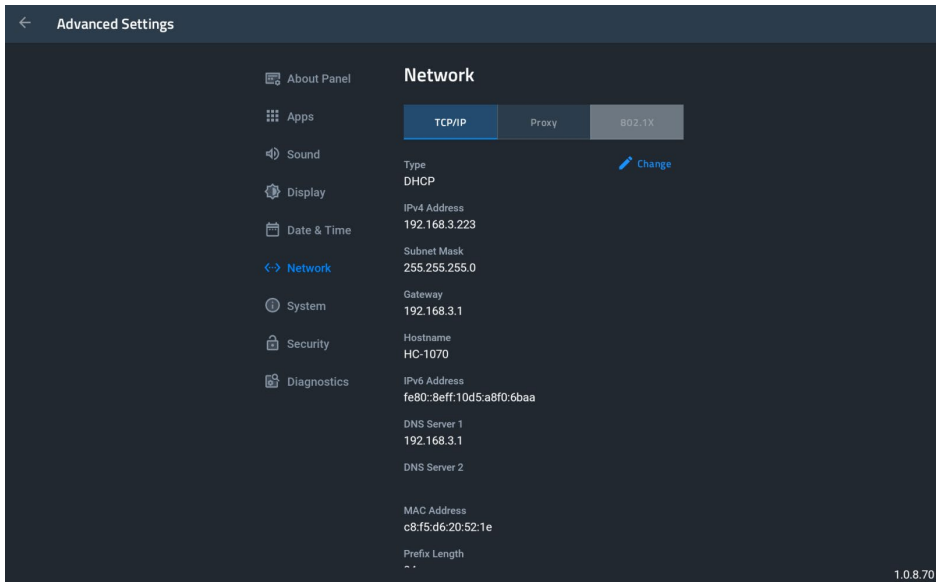 Advanced Settings
About Panel
Apps
Sound
Display
Date & Time
Network
System
Security
Diagnostics
Network
TCP/IP
Proxy
802.1X
Type
DHCP
Change
IPv4 Address
192.168.3.223
Subnet Mask
255.255.255.0
Gateway
192.168.3.1
Hostname
HC-1070
IPv6 Address
fe80::8eff:10d5:a8f0:6baa
DNS Server 1
192.168.3.1
DNS Server 2
MAC Address
c8:f5:d6:20:52:1e
Prefix Length
1.0.8.70